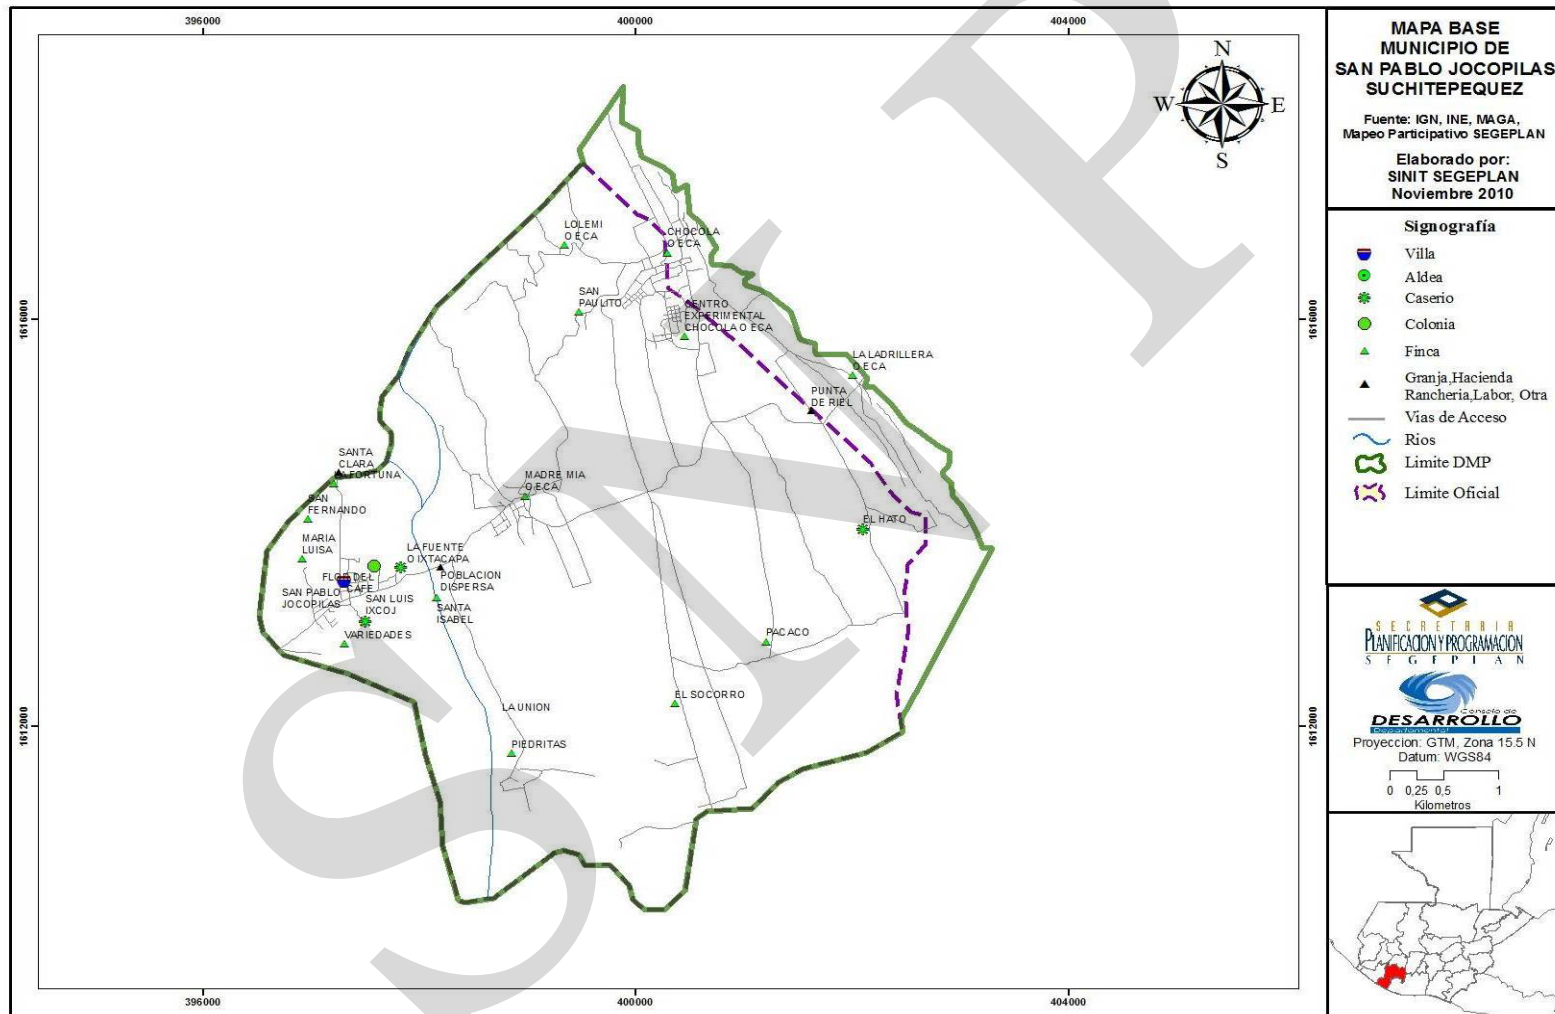 396000
400000
404000
1616000
1616000
1612000
1612000
396000
400000
404000
N
W
E
S
LOLEMI
O ECA
CHOCOLA
O ECA
SAN
PAULITO
CENTRO
EXPERIMENTAL
CHOCOLA O ECA
LA LADRILLERA
O ECA
PUNTA
DE RIEL
SANTA
CLARA
LA FORTUNA
MADRE MIA
O ECA
SAN
FERNANDO
EL HATO
MARIA
LUISA
LA FUENTE
O IXTACAPA
FLOR DEL
CAFE
POBLACION
DISPERSA
SAN PABLO
JOCOPILAS
SAN LUIS
IXCOJ
SANTA
ISABEL
VARIEDADES
PACACO
EL SOCORRO
LA UNION
PIEDRITAS
MAPA BASE
MUNICIPIO DE
SAN PABLO JOCOPILAS
SUCHITEPEQUEZ
Fuente: IGN, INE, MAGA,
Mapeo Participativo SEGEPLAN
Elaborado por:
SINIT SEGEPLAN
Noviembre 2010
Signografía
Villa
Aldea
Caserio
Colonia
Finca
Granja,Hacienda
Rancheria,Labor, Otra
Vias de Acceso
Rios
Limite DMP
Limite Oficial
SECRETARIA
PLANIFICACION Y PROGRAMACION
SEGEPLAN
Consejo de
DESARROLLO
Departamental
Proyeccion: GTM, Zona 15.5 N
Datum: WGS84
0 0,25 0,5 1
Kilometros
S N I P